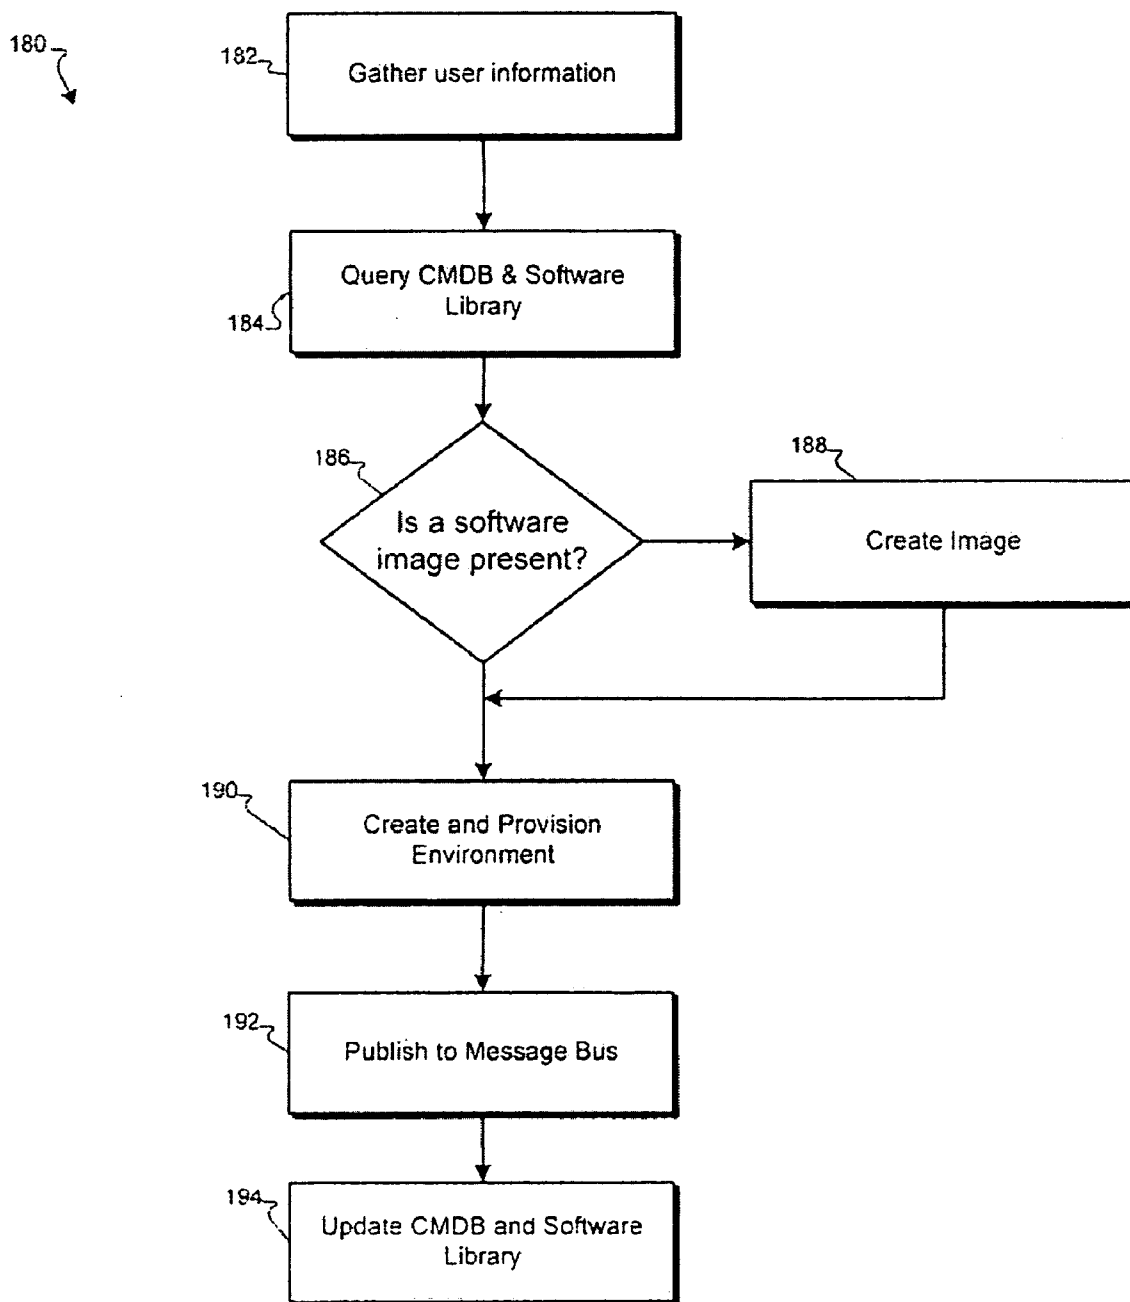 180
182
Gather user information
184
Query CMDB & Software
Library
186
Is a software
image present?
188
Create Image
190
Create and Provision
Environment
192
Publish to Message Bus
194
Update CMDB and Software
Library